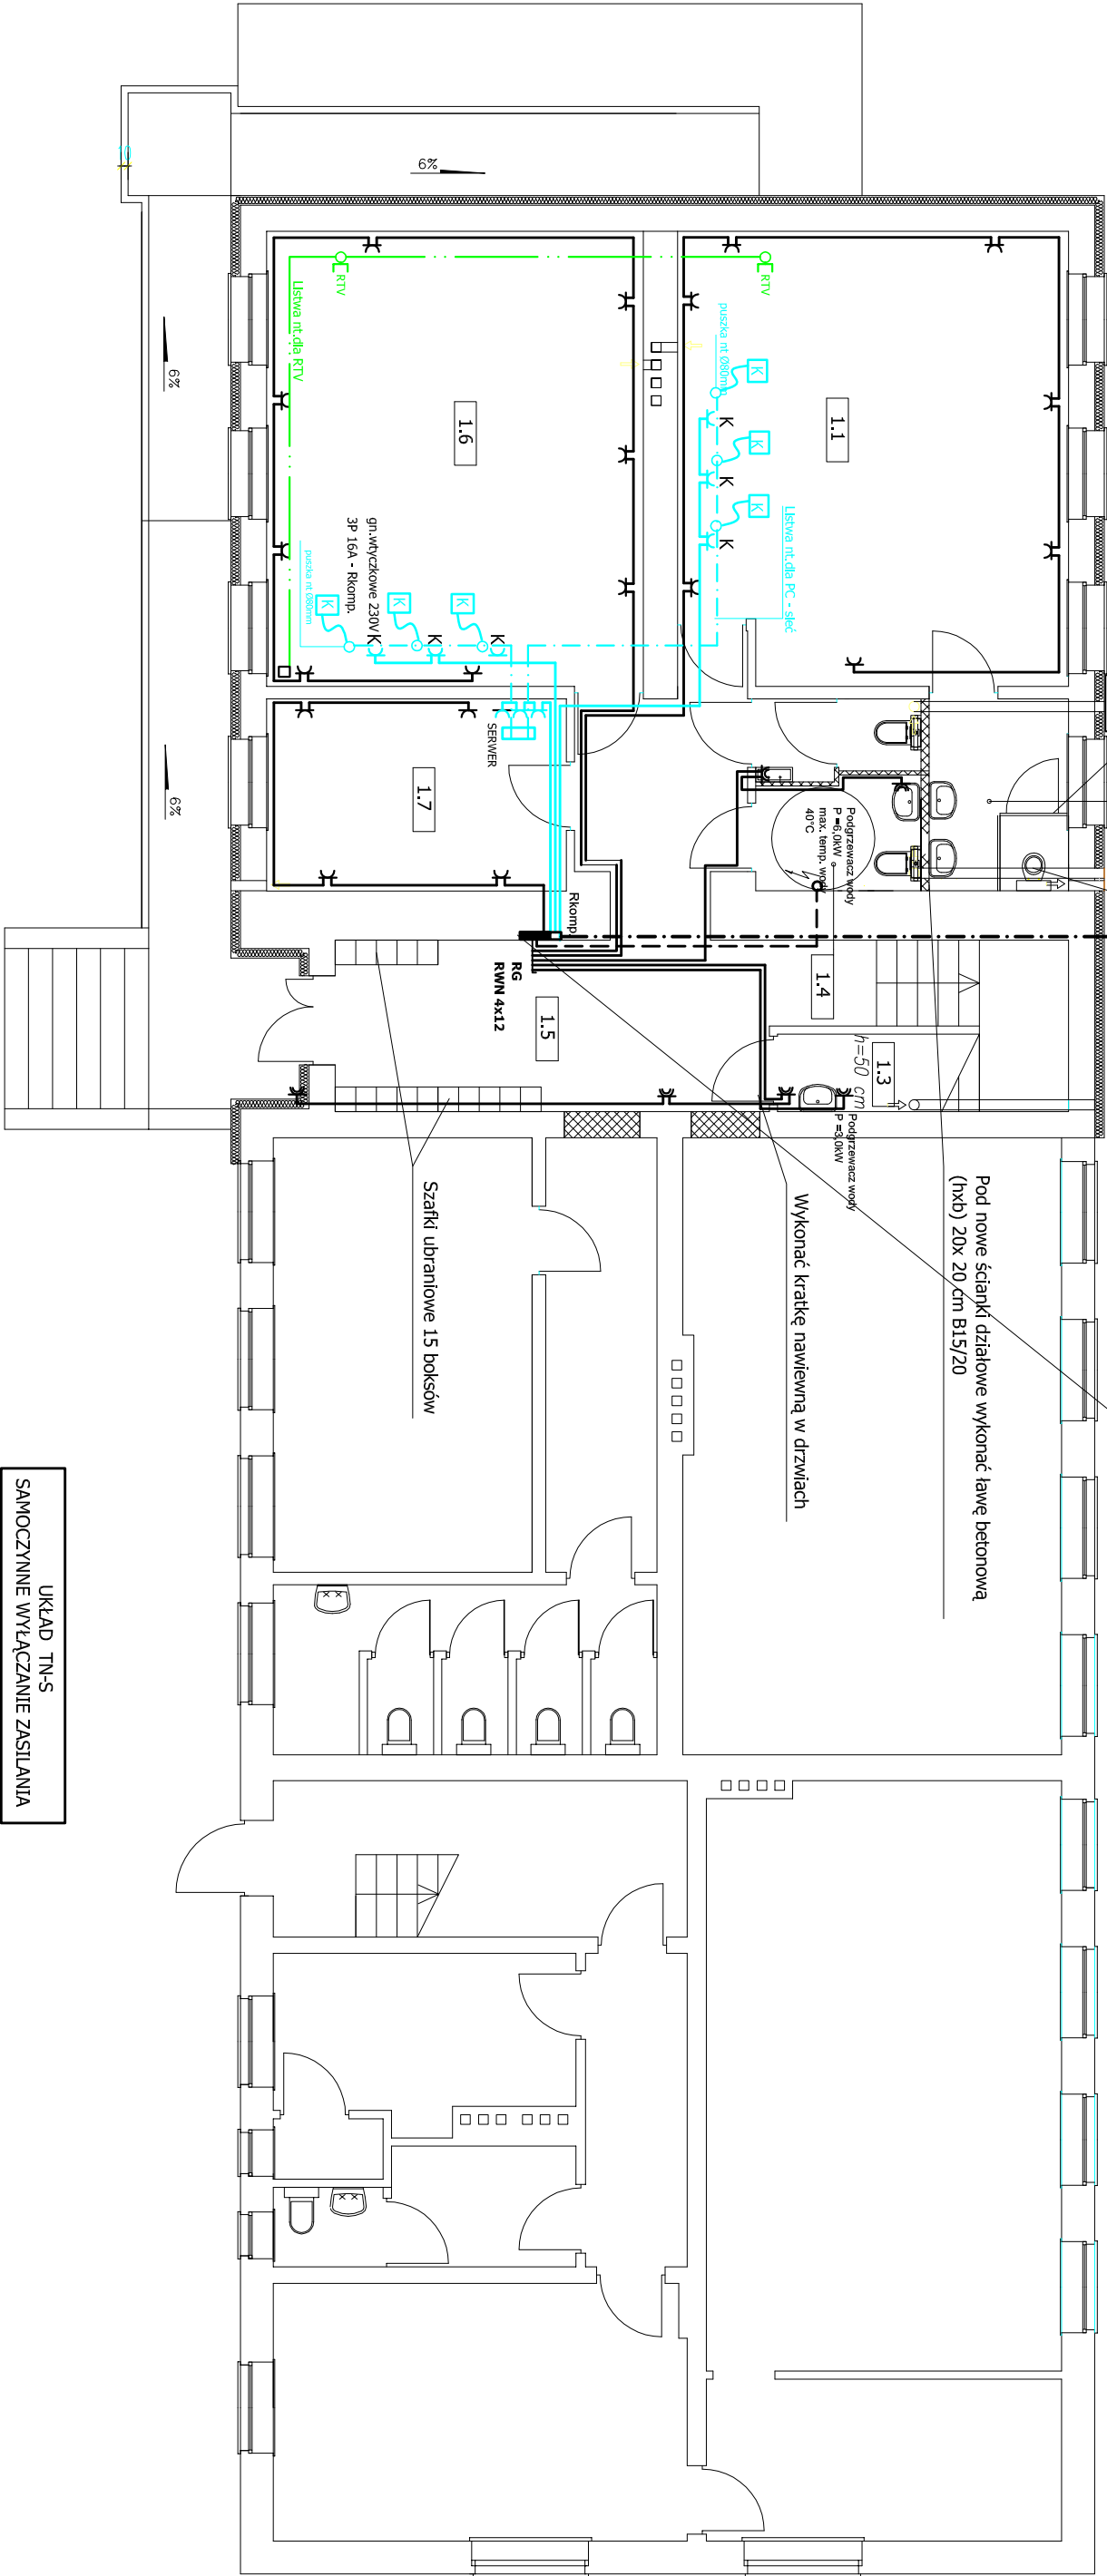 6%
6%
6%
RTV
RTV
Listwa nt.dla RTV
puszka nt Ø80mm
K
K
K
K
K
K
Listwa nt.dla PC - sieć
1.1
1.6
gn.wtyczkowe 230V
3P 16A - Rkomp.
puszka nt Ø80mm
K
K
K
K
K
K
SERWER
1.7
Podgrzewacz wody
P =6,0kW
max. temp. wody
40°C
Rkomp.
RG
RWN 4x12
1.5
1.4
1.3
h=50 cm
Podgrzewacz wody
P =3,0kW
Pod nowe ścianki działowe wykonać ławę betonową
(hxb) 20x 20 cm B15/20
Wykonać kratkę nawiewną w drzwiach
Szafki ubraniowe 15 boksów
UKŁAD TN-S
SAMOCZYNNE WYŁĄCZANIE ZASILANIA